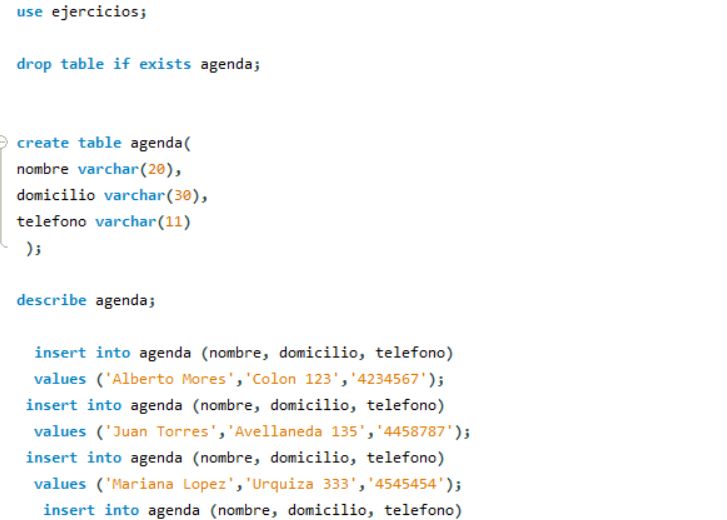 use ejercicios;
drop table if exists agenda;
create table agenda(
nombre varchar(20),
domicilio varchar(30),
telefono varchar(11)
);
describe agenda;
insert into agenda (nombre, domicilio, telefono)
values ('Alberto Mores','Colon 123','4234567');
insert into agenda (nombre, domicilio, telefono)
values ('Juan Torres','Avellaneda 135','4458787');
insert into agenda (nombre, domicilio, telefono)
values ('Mariana Lopez','Urquiza 333','4545454');
insert into agenda (nombre, domicilio, telefono)